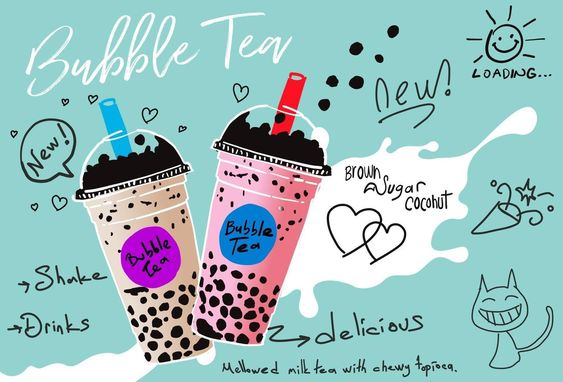 Bubble Tea
new!
LOADING...
New!
Brown
Sugar
coconut
Bubble
Tea
Bubble
Tea
Shake
Drinks
delicious
Mellowed milk tea with chewy tapioca.